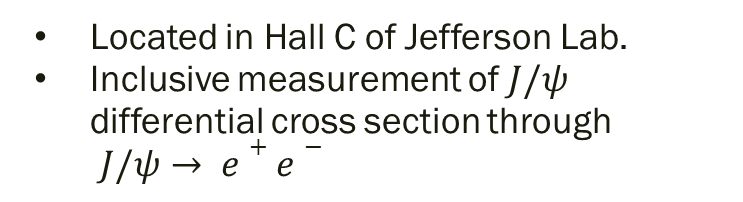 • Located in Hall C of Jefferson Lab.
• Inclusive measurement of J/ψ
differential cross section through
J/ψ → e⁺ e⁻